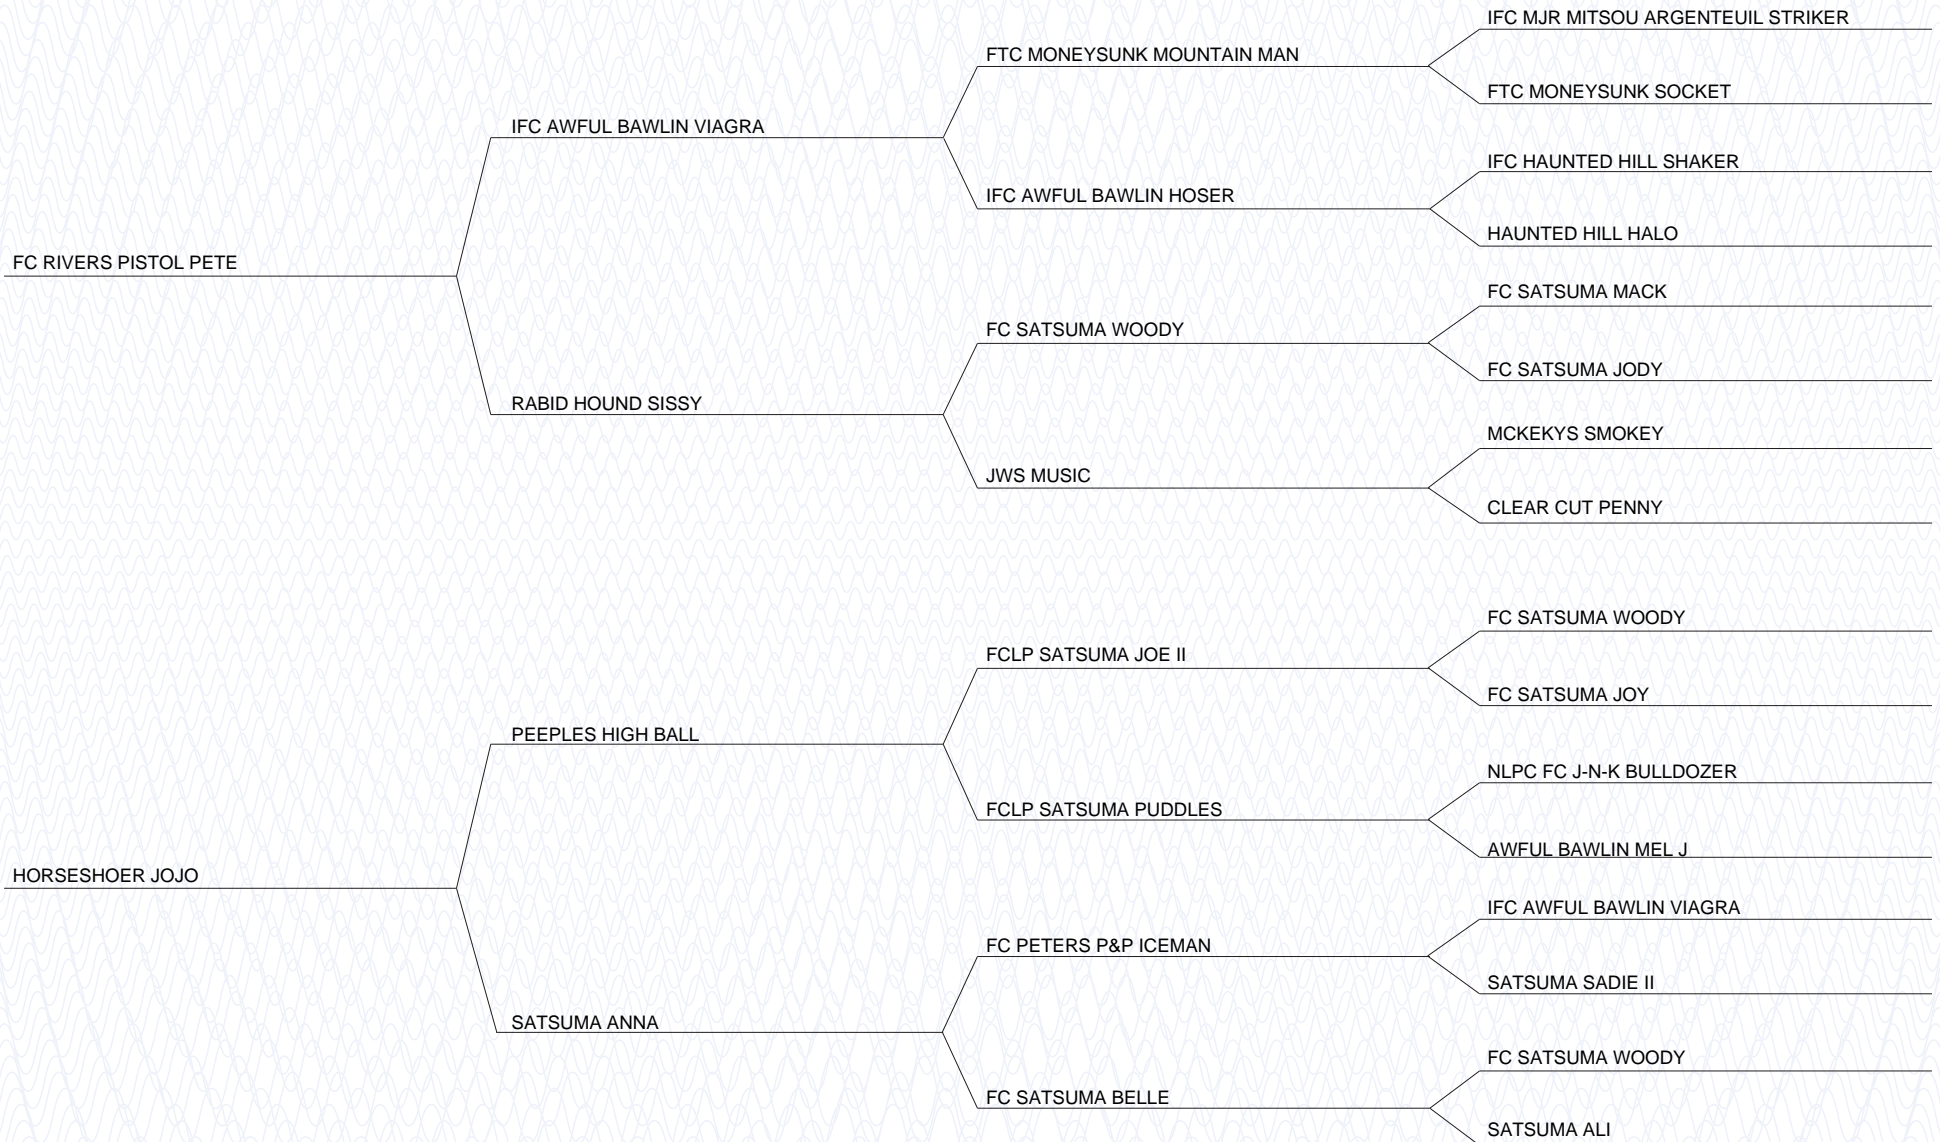 IFC MJR MITSOU ARGENTEUIL STRIKER
FTC MONEYSUNK MOUNTAIN MAN
FTC MONEYSUNK SOCKET
IFC AWFUL BAWLIN VIAGRA
IFC HAUNTED HILL SHAKER
IFC AWFUL BAWLIN HOSER
HAUNTED HILL HALO
FC RIVERS PISTOL PETE
FC SATSUMA MACK
FC SATSUMA WOODY
FC SATSUMA JODY
RABID HOUND SISSY
MCKEKYS SMOKEY
JWS MUSIC
CLEAR CUT PENNY
FC SATSUMA WOODY
FCLP SATSUMA JOE II
FC SATSUMA JOY
PEEPLES HIGH BALL
NLPC FC J-N-K BULLDOZER
FCLP SATSUMA PUDDLES
AWFUL BAWLIN MEL J
HORSESHOER JOJO
IFC AWFUL BAWLIN VIAGRA
FC PETERS P&P ICEMAN
SATSUMA SADIE II
SATSUMA ANNA
FC SATSUMA WOODY
FC SATSUMA BELLE
SATSUMA ALI